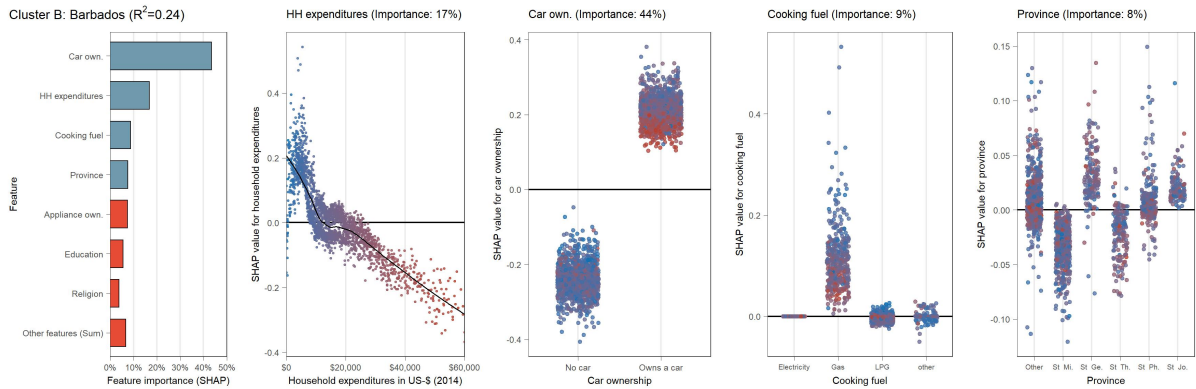 Cluster B: Barbados (R²=0.24)
Feature
Car own.
HH expenditures
Cooking fuel
Province
Appliance own.
Education
Religion
Other features (Sum)
0% 10% 20% 30% 40% 50%
Feature importance (SHAP)
HH expenditures (Importance: 17%)
SHAP value for household expenditures
0.4
0.2
0.0
-0.2
-0.4
$0 $20,000 $40,000 $60,000
Household expenditures in US-$ (2014)
Car own. (Importance: 44%)
SHAP value for car ownership
0.4
0.2
0.0
-0.2
-0.4
No car Owns a car
Car ownership
Cooking fuel (Importance: 9%)
SHAP value for cooking fuel
0.4
0.2
0.0
Electricity Gas LPG other
Cooking fuel
Province (Importance: 8%)
SHAP value for province
0.15
0.10
0.05
0.00
-0.05
-0.10
Other St. Mi. St. Ge. St. Th. St. Ph. St. Jo.
Province